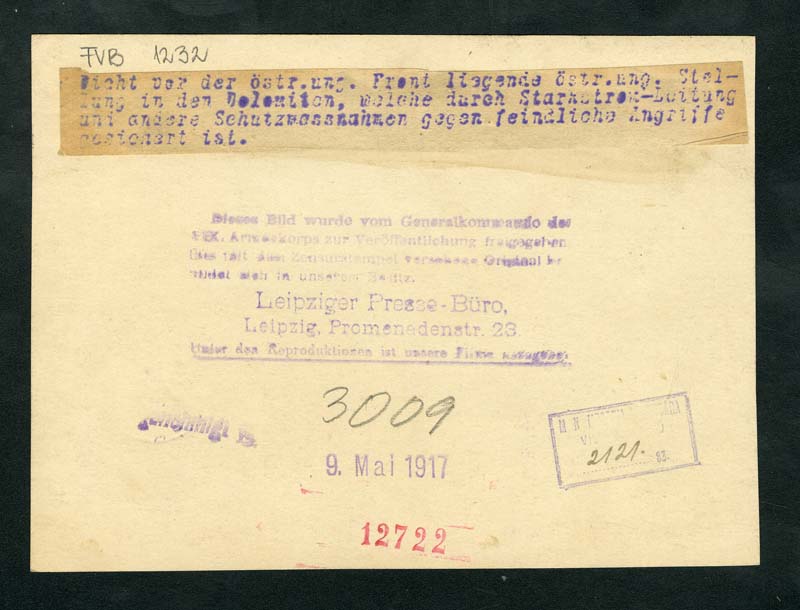 FVB 1232
Dicht vor der östr.ung. Front liegende östr.ung. Stel-
lung in den Dolomiten, welche durch Starkstrom-Leitung
und andere Schutzmassnahmen gegen feindliche Angriffe
gesichert ist.
Dieses Bild wurde vom Generalkommando des
XIX. Armeekorps zur Veröffentlichung freigegeben
Das mit dem Zensurstempel versehene Original be-
findet sich in unserem Besitz.
Leipziger Presse-Büro,
Leipzig, Promenadenstr. 23.
Unter den Reproduktionen ist unsere Firma
3009
9. Mai 1917
2121.
12722